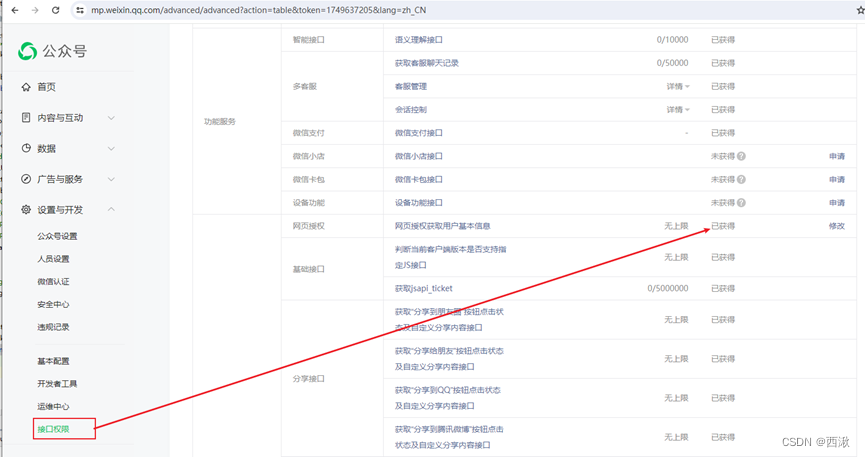 mp.weixin.qq.com/advanced/advanced?action=table&token=1749637205&lang=zh_CN
公众号
首页
内容与互动
数据
广告与服务
设置与开发
公众号设置
人员设置
微信认证
安全中心
违规记录
基本配置
开发者工具
运维中心
接口权限
功能服务
智能接口 语义理解接口 0/10000 已获得
多客服 获取客服聊天记录 0/50000 已获得
客服管理 详情 已获得
会话控制 详情 已获得
微信支付 微信支付接口 - 已获得
微信小店 微信小店接口 未获得 ? 申请
微信卡包 微信卡包接口 未获得 ? 申请
设备功能 设备功能接口 未获得 ? 申请
网页授权 网页授权获取用户基本信息 无上限 已获得 修改
基础接口
判断当前客户端版本是否支持指
定JS接口 无上限 已获得
获取jsapi_ticket 0/5000000 已获得
分享接口
获取"分享到朋友圈"按钮点击状
态及自定义分享内容接口 无上限 已获得
获取"分享给朋友"按钮点击状态
及自定义分享内容接口 无上限 已获得
获取"分享到QQ"按钮点击状态
及自定义分享内容接口 无上限 已获得
获取"分享到腾讯微博"按钮点击
状态及自定义分享内容接口 无上限 已获得
CSDN @西湫